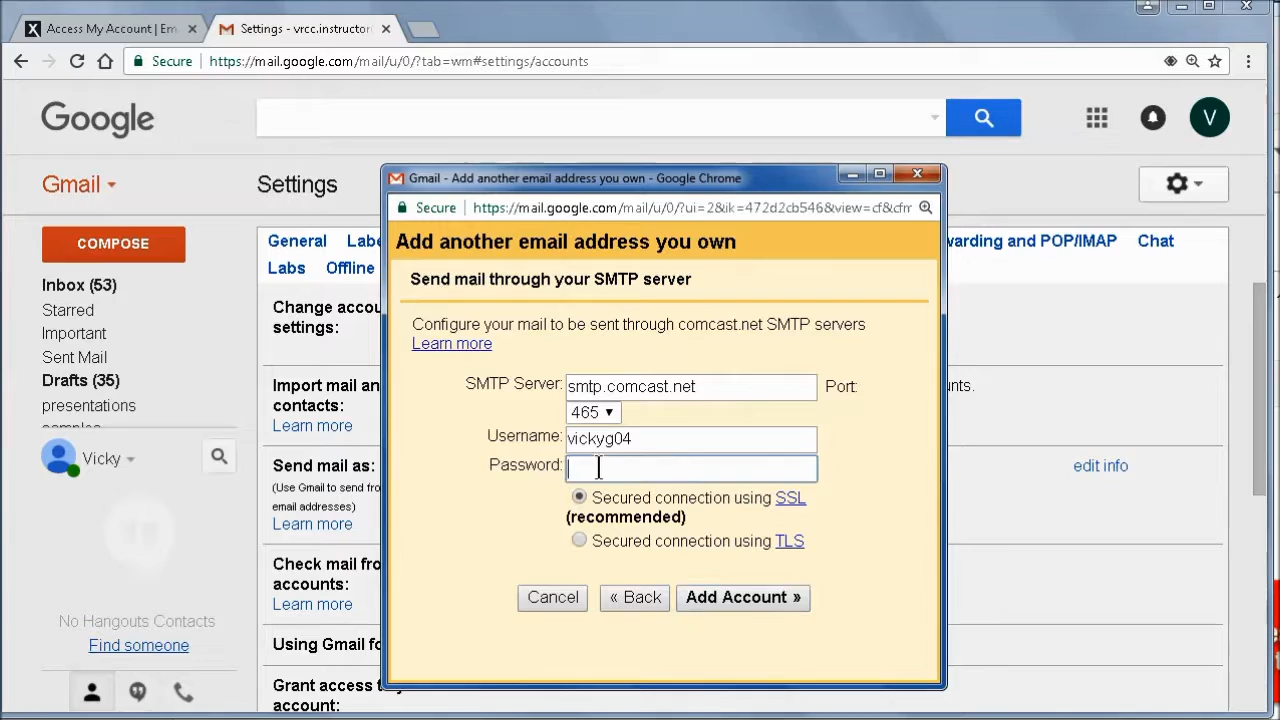 Access My Account | Em
Settings - vrcc.instructor
Secure
https://mail.google.com/mail/u/0/?tab=wm#settings/accounts
Google
V
Gmail
Settings
COMPOSE
Inbox (53)
Starred
Important
Sent Mail
Drafts (35)
presentations
Vicky
No Hangouts Contacts
Find someone
General
Labe
warding and POP/IMAP
Chat
Labs
Offline
Change accou
settings:
Import mail an
contacts:
Learn more
nts.
Send mail as:
(Use Gmail to send from
email addresses)
Learn more
edit info
Check mail from
accounts:
Learn more
Using Gmail fo
Gmail - Add another email address you own - Google Chrome
Secure
https://mail.google.com/mail/u/0/?ui=2&ik=472d2cb546&view=cf&cfrr
Add another email address you own
Send mail through your SMTP server
Configure your mail to be sent through comcast.net SMTP servers
Learn more
SMTP Server: smtp.comcast.net Port:
465
Username: vickyg04
Password:
Secured connection using SSL
(recommended)
Secured connection using TLS
Cancel
« Back
Add Account »